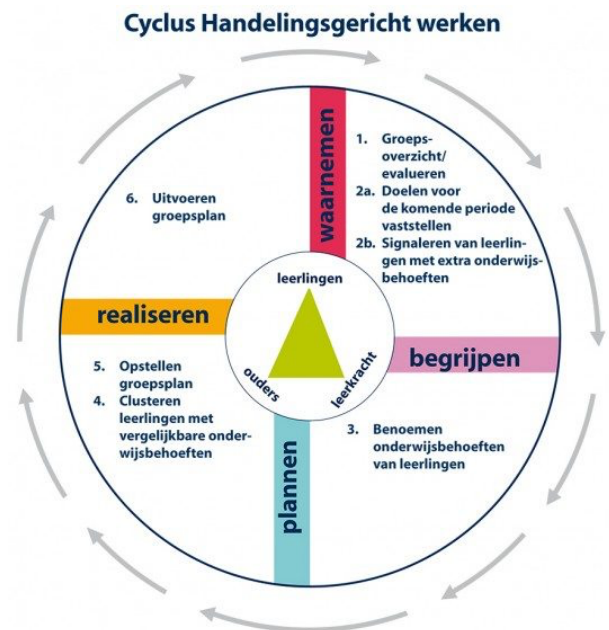 Cyclus Handelingsgericht werken
waarnemen
1. Groeps-
overzicht/
evalueren
2a. Doelen voor
de komende periode
vaststellen
2b. Signaleren van leerlin-
gen met extra onderwijs-
behoeften
begrijpen
3. Benoemen
onderwijsbehoeften
van leerlingen
plannen
5. Opstellen
groepsplan
4. Clusteren
leerlingen met
vergelijkbare onder-
wijsbehoeften
realiseren
6. Uitvoeren
groepsplan
leerlingen
ouders
leerkracht